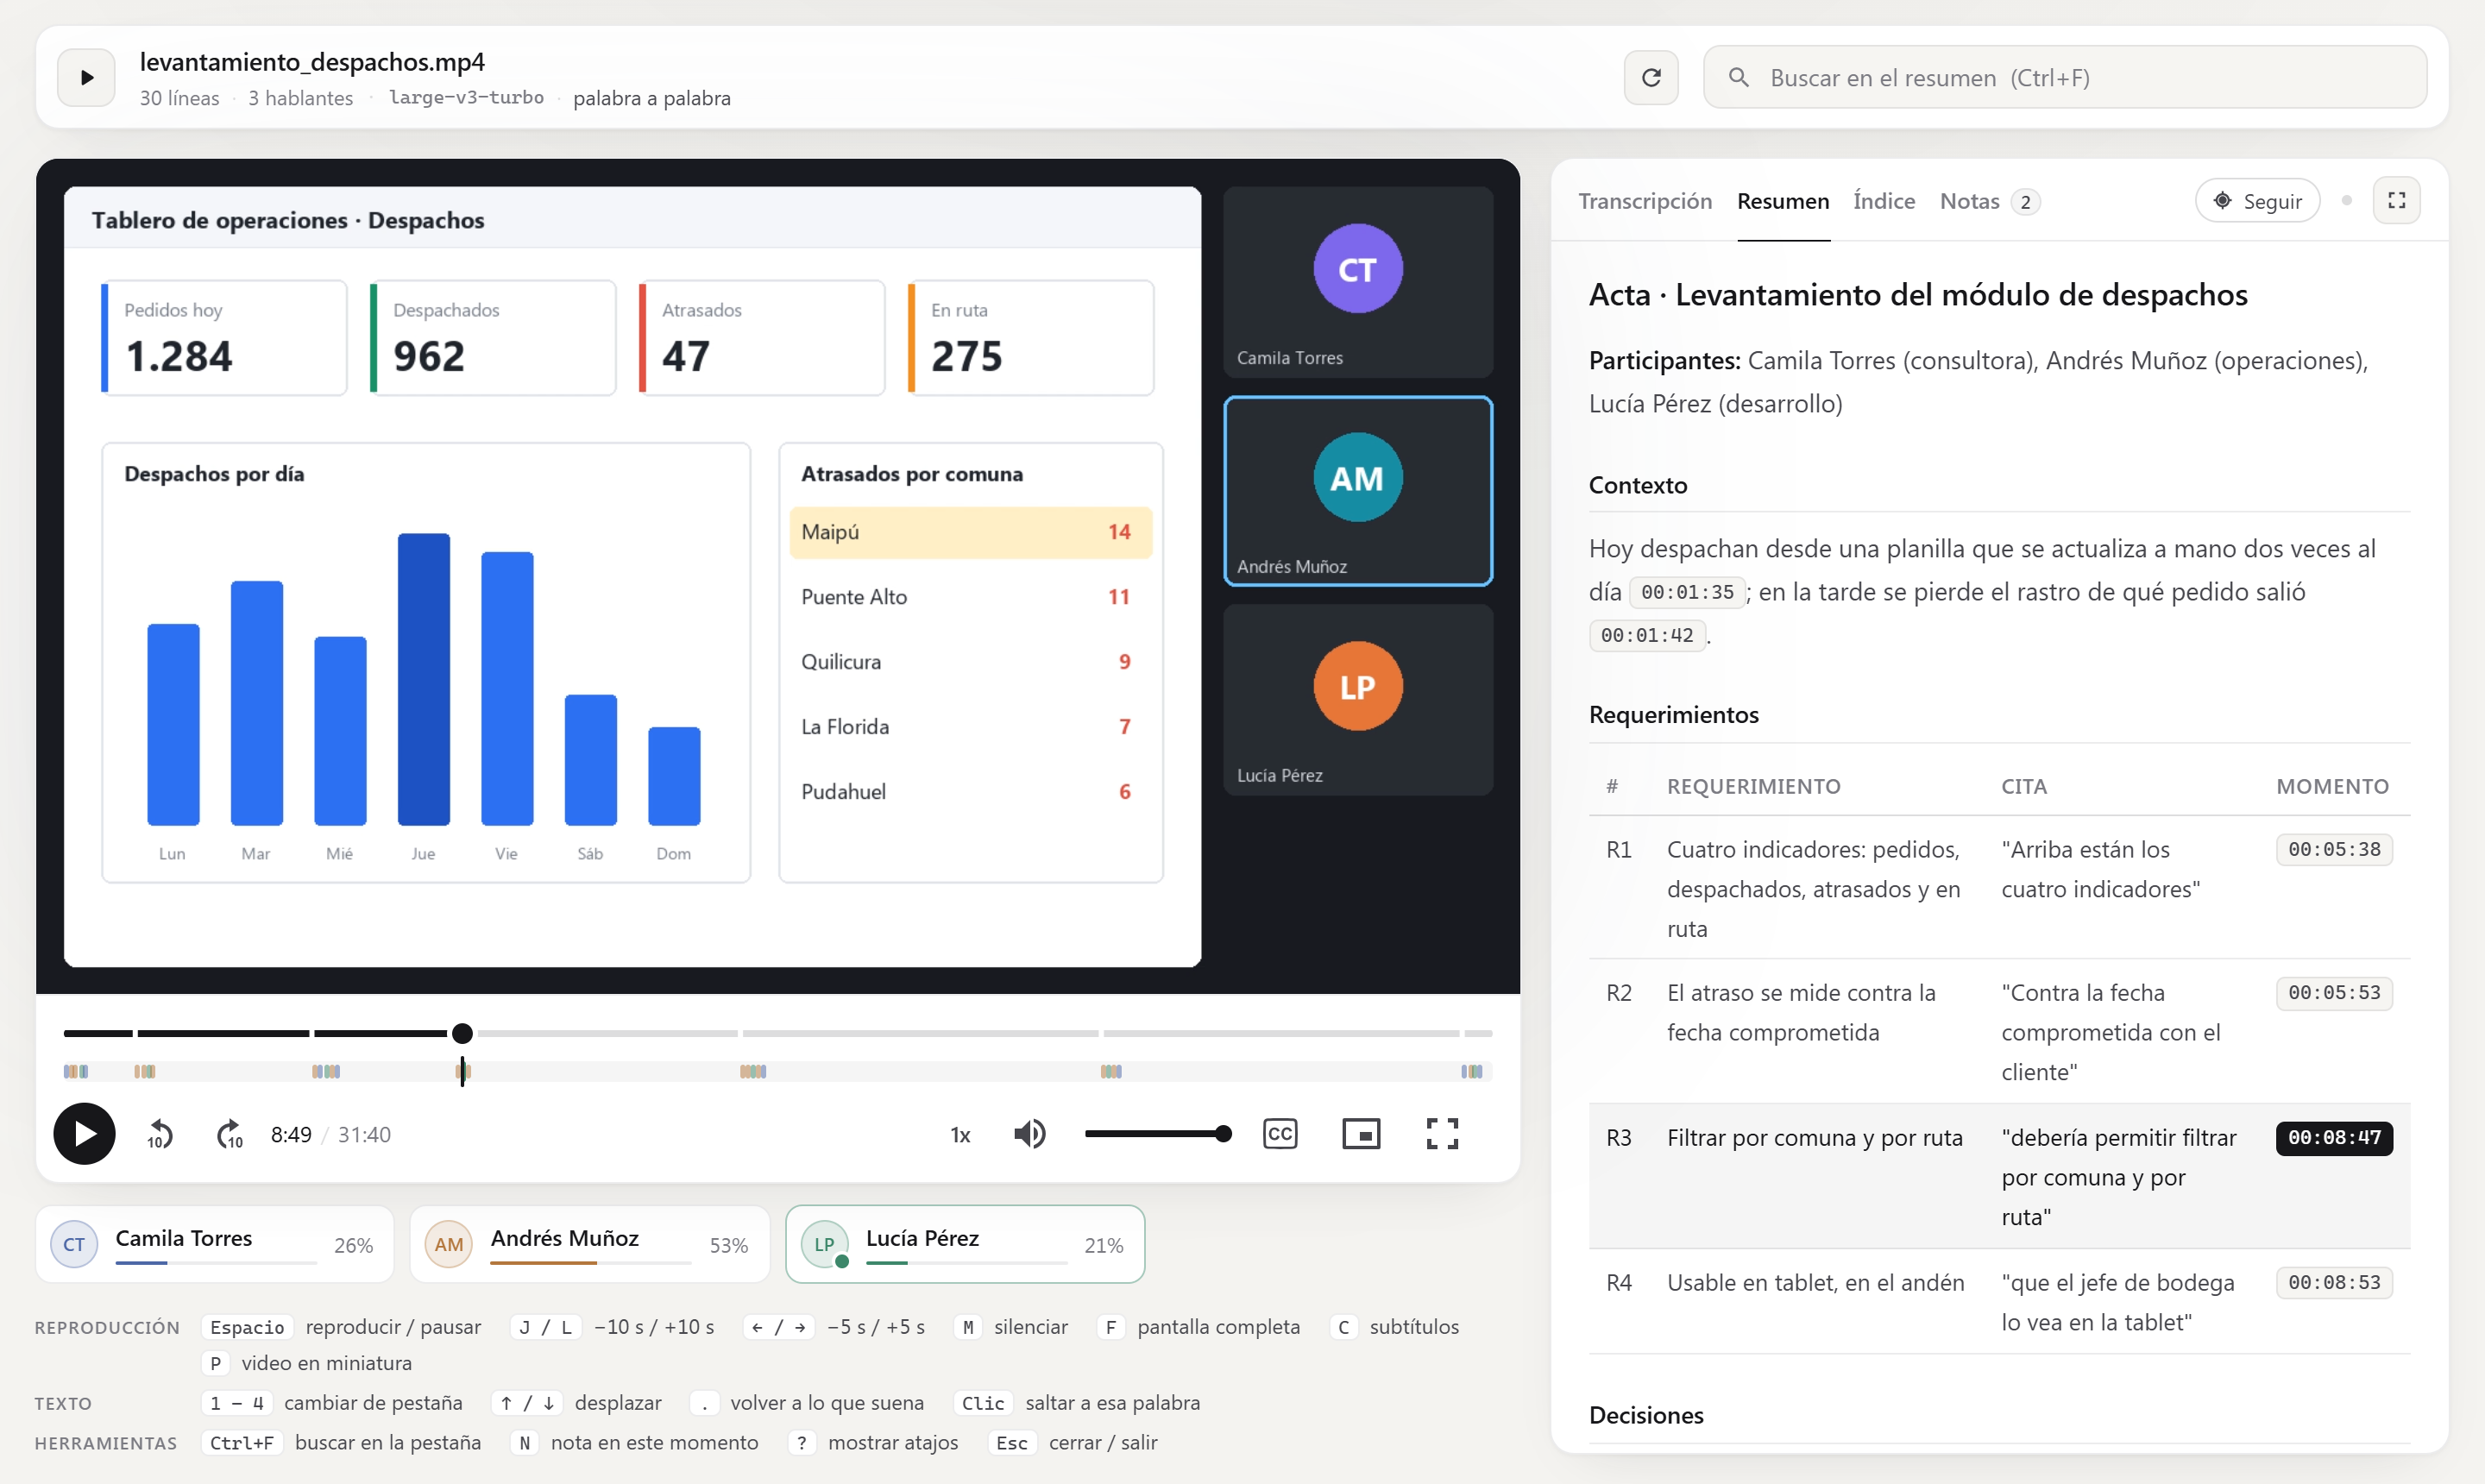 levantamiento_despachos.mp4
30 líneas · 3 hablantes · large-v3-turbo · palabra a palabra
Buscar en el resumen (Ctrl+F)
Tablero de operaciones · Despachos
Pedidos hoy
1.284
Despachados
962
Atrasados
47
En ruta
275
Despachos por día
Lun Mar Mié Jue Vie Sáb Dom
Atrasados por comuna
Maipú 14
Puente Alto 11
Quilicura 9
La Florida 7
Pudahuel 6
CT
Camila Torres
AM
Andrés Muñoz
LP
Lucía Pérez
10 10 8:49 / 31:40 1x CC
CT Camila Torres 26%
AM Andrés Muñoz 53%
LP Lucía Pérez 21%
REPRODUCCIÓN Espacio reproducir / pausar J / L −10 s / +10 s ← / → −5 s / +5 s M silenciar F pantalla completa C subtítulos
P video en miniatura
TEXTO 1 – 4 cambiar de pestaña ↑ / ↓ desplazar . volver a lo que suena Clic saltar a esa palabra
HERRAMIENTAS Ctrl+F buscar en la pestaña N nota en este momento ? mostrar atajos Esc cerrar / salir
Transcripción Resumen Índice Notas 2 Seguir
Acta · Levantamiento del módulo de despachos
Participantes: Camila Torres (consultora), Andrés Muñoz (operaciones),
Lucía Pérez (desarrollo)
Contexto
Hoy despachan desde una planilla que se actualiza a mano dos veces al
día 00:01:35; en la tarde se pierde el rastro de qué pedido salió
00:01:42.
Requerimientos
# REQUERIMIENTO CITA MOMENTO
R1 Cuatro indicadores: pedidos, "Arriba están los 00:05:38
despachados, atrasados y en cuatro indicadores"
ruta
R2 El atraso se mide contra la "Contra la fecha 00:05:53
fecha comprometida comprometida con el
cliente"
R3 Filtrar por comuna y por ruta "debería permitir filtrar 00:08:47
por comuna y por
ruta"
R4 Usable en tablet, en el andén "que el jefe de bodega 00:08:53
lo vea en la tablet"
Decisiones